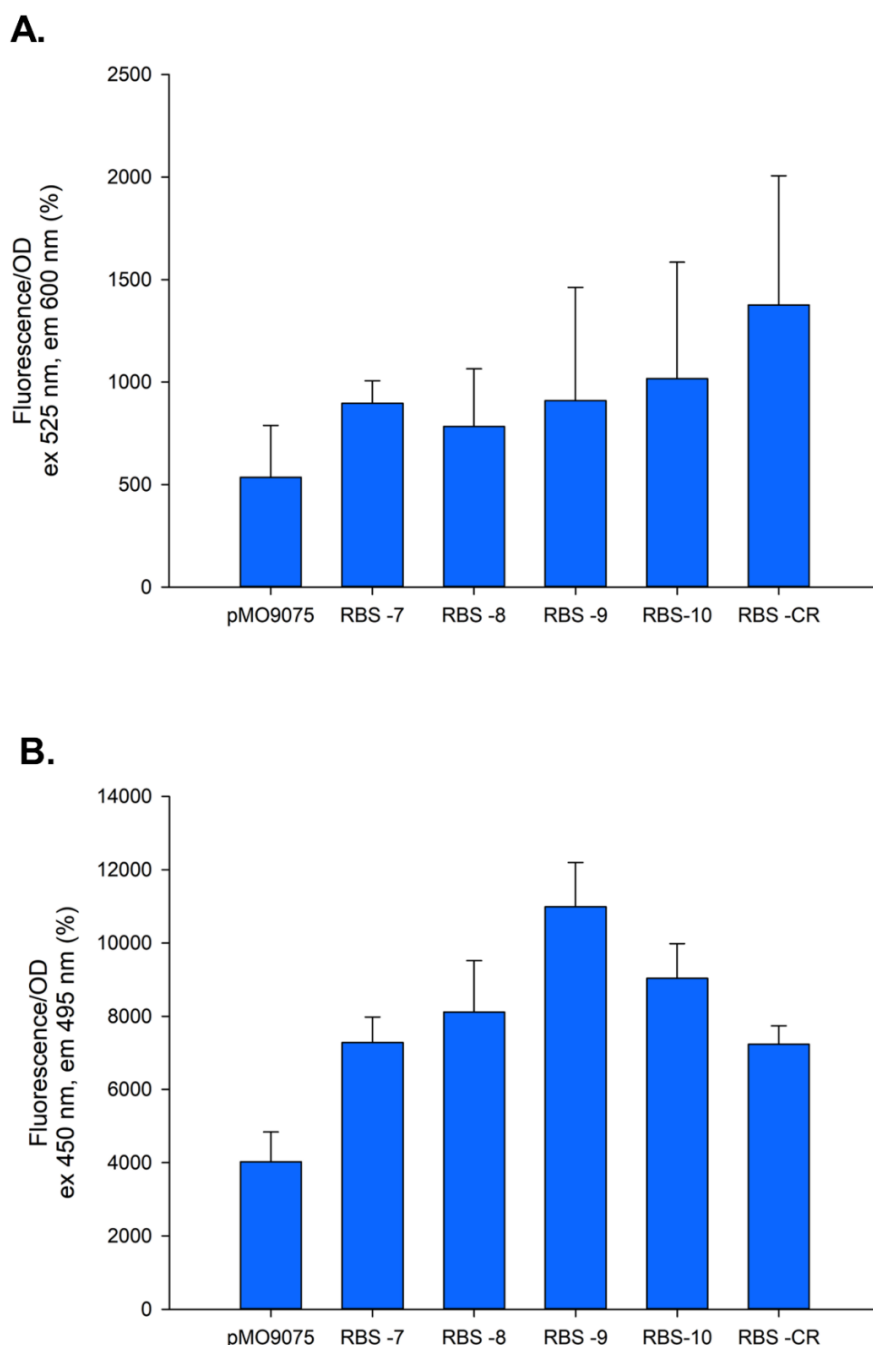 A.
2500
2000
1500
1000
500
0
Fluorescence/OD
ex 525 nm, em 600 nm (%)
pMO9075 RBS -7 RBS -8 RBS -9 RBS-10 RBS -CR
B.
14000
12000
10000
8000
6000
4000
2000
0
Fluorescence/OD
ex 450 nm, em 495 nm (%)
pMO9075 RBS -7 RBS -8 RBS -9 RBS-10 RBS -CR